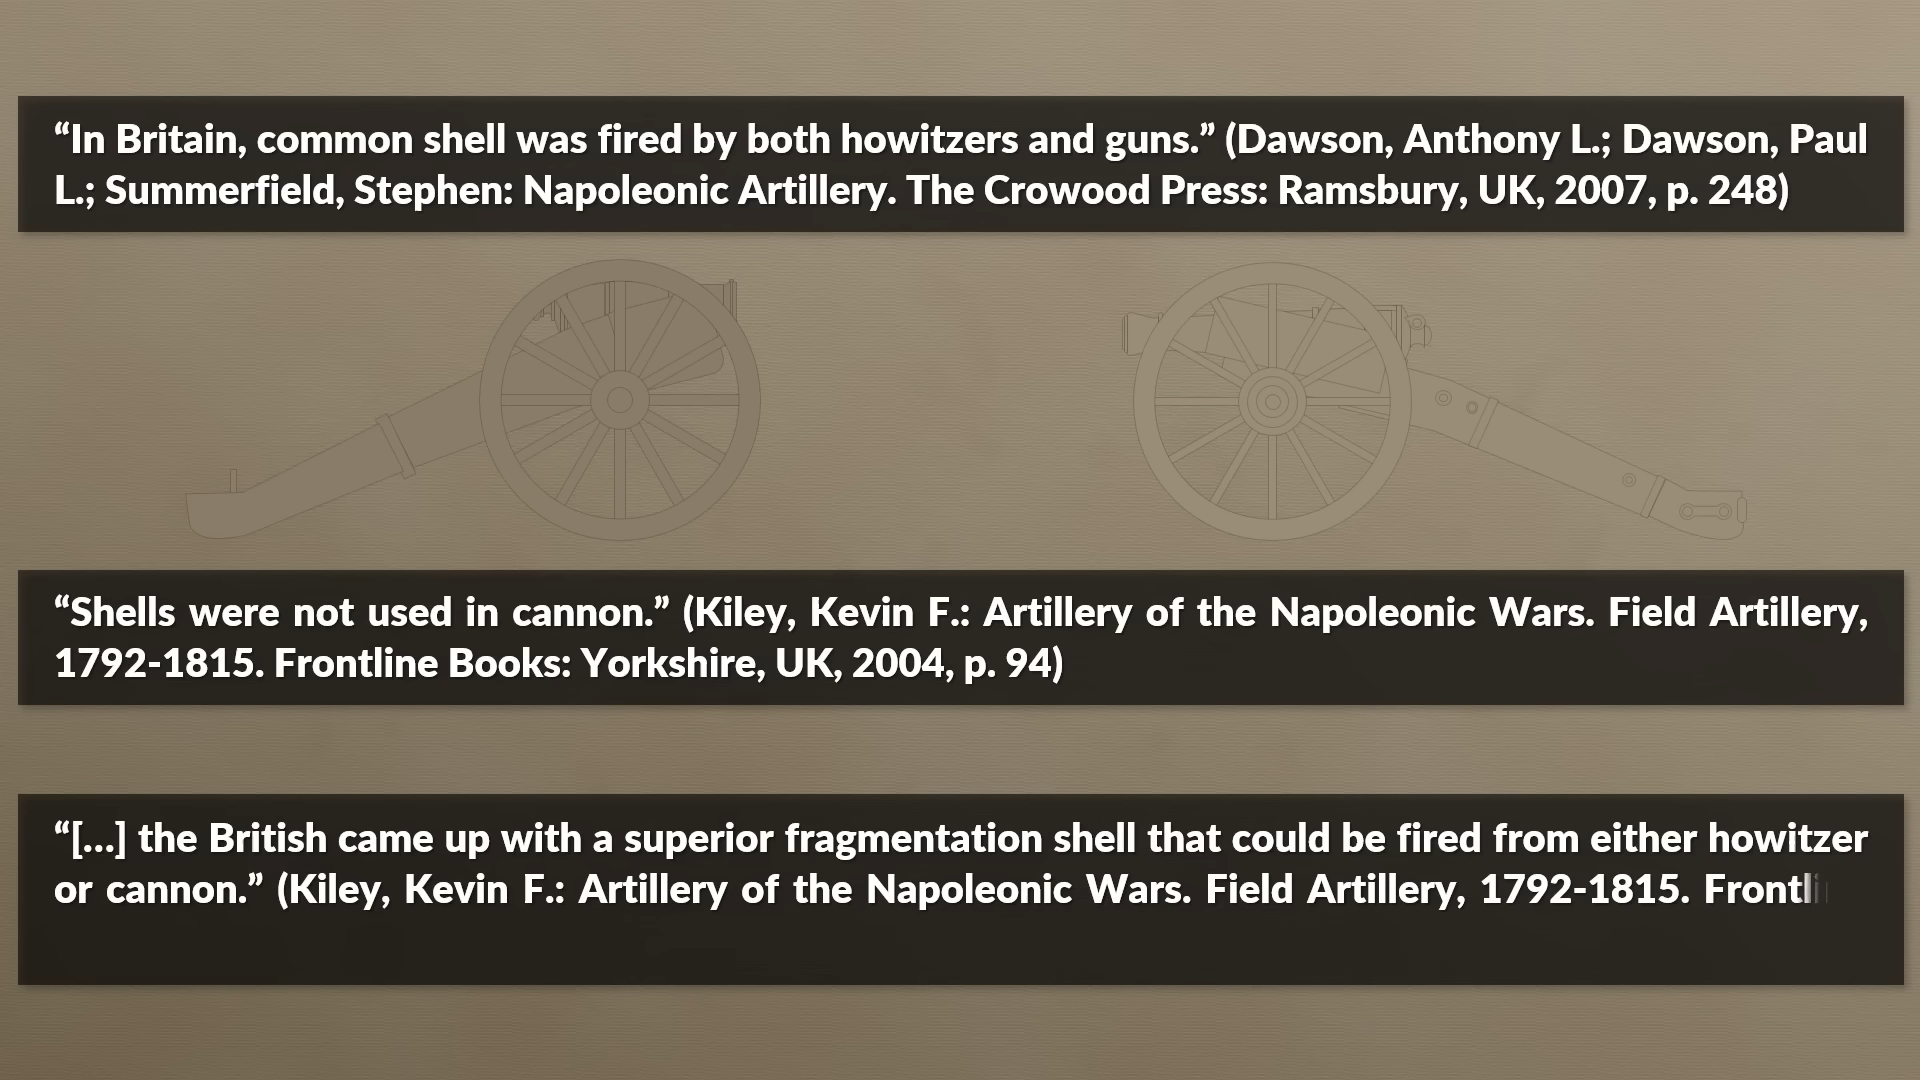 “In Britain, common shell was fired by both howitzers and guns.” (Dawson, Anthony L.; Dawson, Paul
L.; Summerfield, Stephen: Napoleonic Artillery. The Crowood Press: Ramsbury, UK, 2007, p. 248)
“Shells were not used in cannon.” (Kiley, Kevin F.: Artillery of the Napoleonic Wars. Field Artillery,
1792-1815. Frontline Books: Yorkshire, UK, 2004, p. 94)
“[…] the British came up with a superior fragmentation shell that could be fired from either howitzer
or cannon.” (Kiley, Kevin F.: Artillery of the Napoleonic Wars. Field Artillery, 1792-1815.